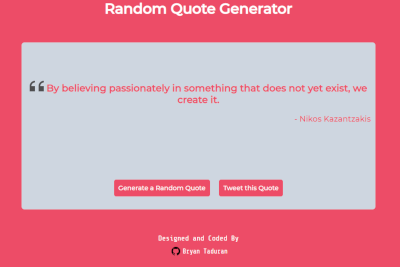 Random Quote Generator
❝ By believing passionately in something that does not yet exist, we
create it.
- Nikos Kazantzakis
Generate a Random Quote Tweet this Quote
Designed and Coded By
Bryan Taduran